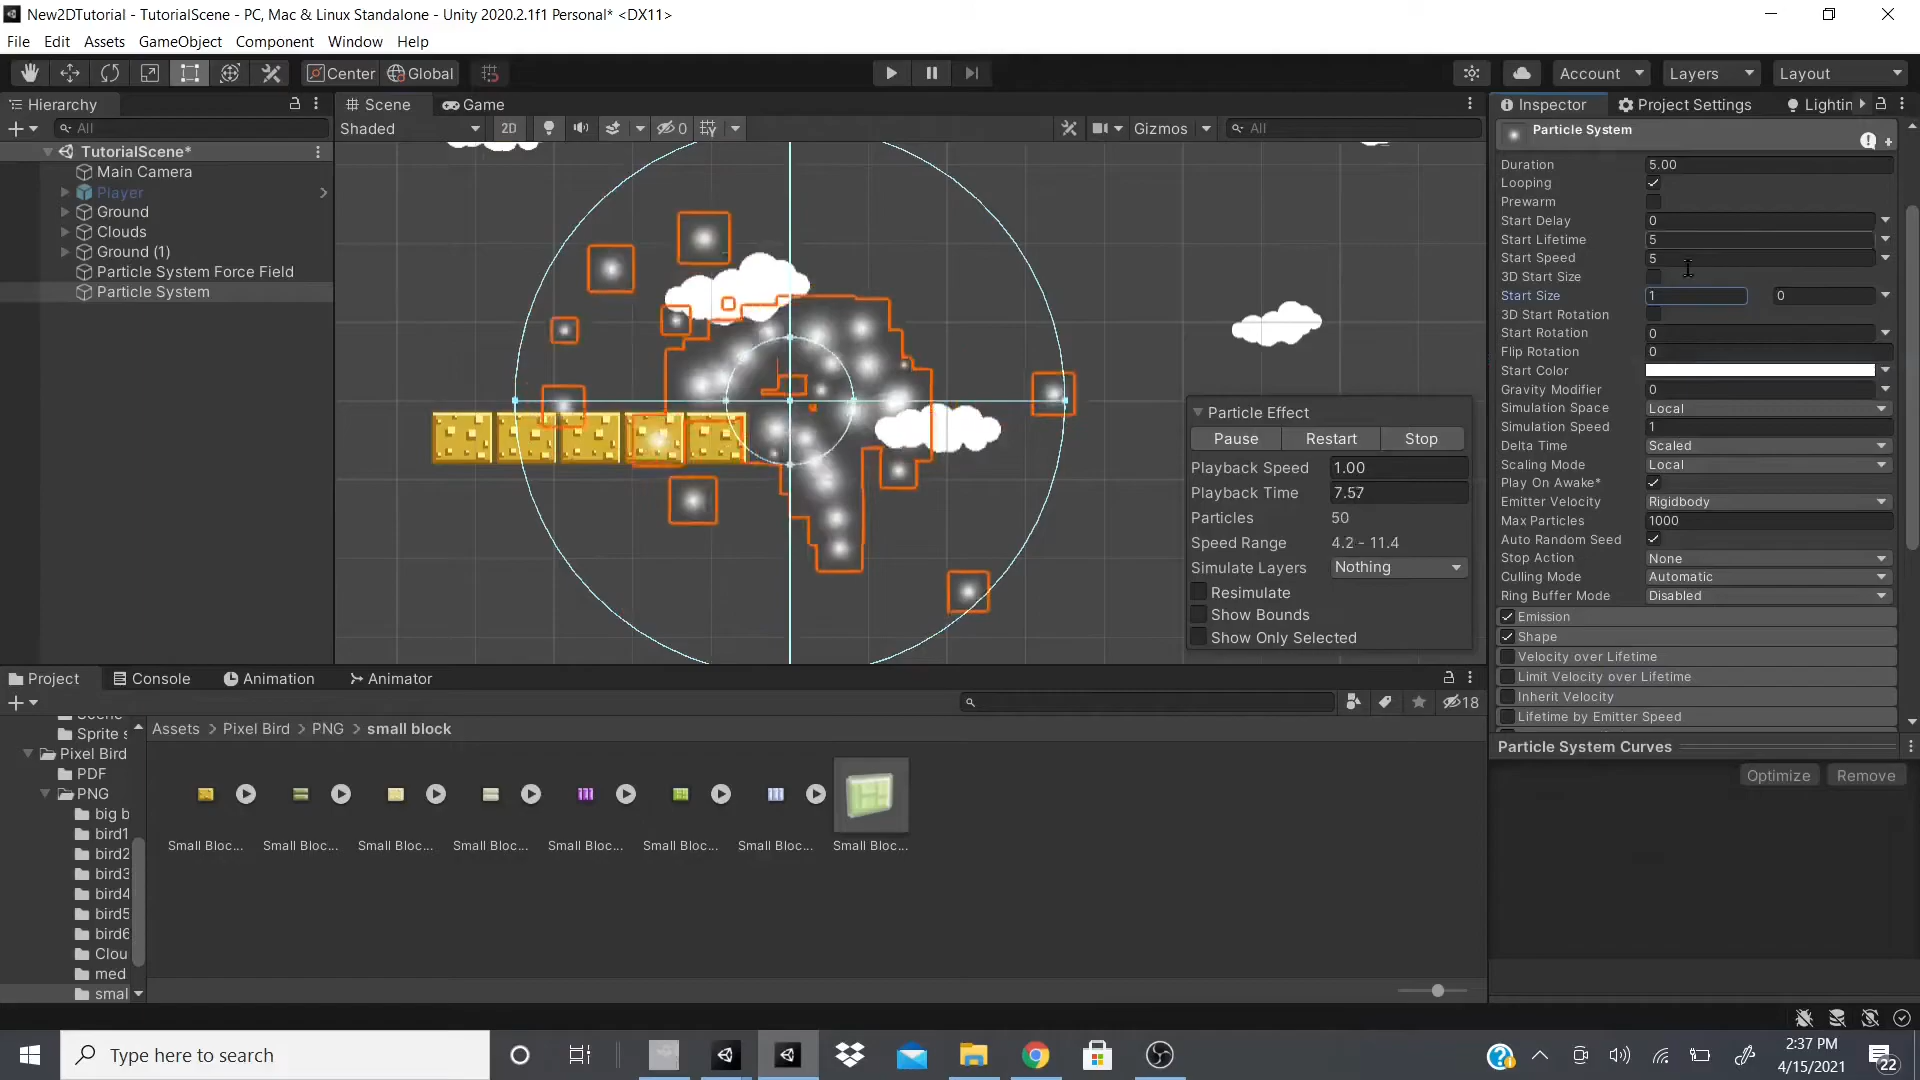 New2DTutorial - TutorialScene - PC, Mac & Linux Standalone - Unity 2020.2.1f1 Personal* <DX11>
File Edit Assets GameObject Component Window Help
Center Global Account Layers Layout
Hierarchy
All
TutorialScene*
Main Camera
Player
Ground
Clouds
Ground (1)
Particle System Force Field
Particle System
Scene Game
Shaded 2D 0 Gizmos All
Particle Effect
Pause Restart Stop
Playback Speed 1.00
Playback Time 7.57
Particles 50
Speed Range 4.2 - 11.4
Simulate Layers Nothing
Resimulate
Show Bounds
Show Only Selected
Inspector Project Settings Lightin
Particle System
Duration 5.00
Looping
Prewarm
Start Delay 0
Start Lifetime 5
Start Speed 5
3D Start Size
Start Size 1 0
3D Start Rotation
Start Rotation 0
Flip Rotation 0
Start Color
Gravity Modifier 0
Simulation Space Local
Simulation Speed 1
Delta Time Scaled
Scaling Mode Local
Play On Awake*
Emitter Velocity Rigidbody
Max Particles 1000
Auto Random Seed
Stop Action None
Culling Mode Automatic
Ring Buffer Mode Disabled
Emission
Shape
Velocity over Lifetime
Limit Velocity over Lifetime
Inherit Velocity
Lifetime by Emitter Speed
Particle System Curves
Optimize Remove
Project Console Animation Animator
18
Sprite s
Pixel Bird
PDF
PNG
big b
bird1
bird2
bird3
bird4
bird5
bird6
Clou
med
smal
Assets > Pixel Bird > PNG > small block
Small Bloc... Small Bloc... Small Bloc... Small Bloc... Small Bloc... Small Bloc... Small Bloc... Small Bloc...
Type here to search
2:37 PM
4/15/2021
22